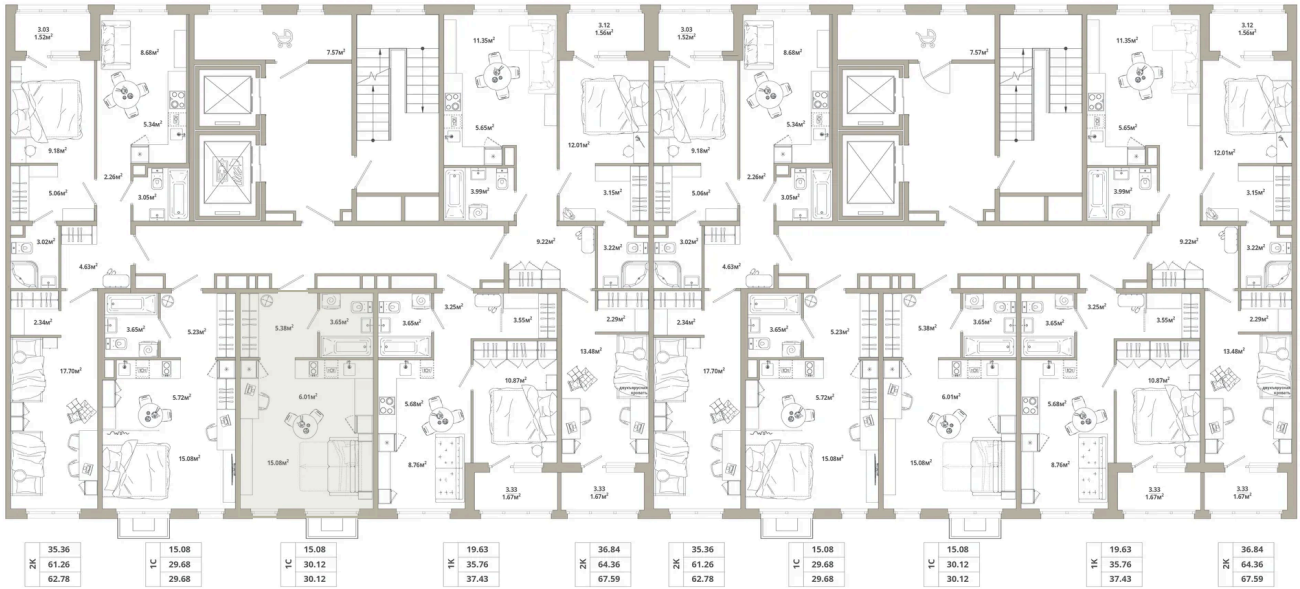 3.03
1.52м²
8.68м²
7.57м²
11.35м²
3.12
1.56м²
3.03
1.52м²
8.68м²
7.57м²
11.35м²
3.12
1.56м²
5.34м²
5.65м²
5.34м²
5.65м²
9.18м²
12.01м²
9.18м²
12.01м²
2.26м²
2.26м²
5.06м²
3.05м²
3.99м²
3.15м²
5.06м²
3.05м²
3.99м²
3.15м²
3.02м²
9.22м²
3.22м²
3.02м²
9.22м²
3.22м²
4.63м²
4.63м²
2.34м²
3.65м²
5.23м²
5.38м²
3.65м²
3.65м²
3.25м²
3.55м²
2.29м²
2.34м²
3.65м²
5.23м²
5.38м²
3.65м²
3.65м²
3.25м²
3.55м²
2.29м²
17.70м²
13.48м²
17.70м²
13.48м²
10.87м²
10.87м²
двухъярусная
кровать
двухъярусная
кровать
5.72м²
6.01м²
5.68м²
5.72м²
6.01м²
5.68м²
15.08м²
15.08м²
8.76м²
15.08м²
15.08м²
8.76м²
3.33
1.67м²
3.33
1.67м²
3.33
1.67м²
3.33
1.67м²
2К
35.36
61.26
62.78
1С
15.08
29.68
29.68
1С
15.08
30.12
30.12
1К
19.63
35.76
37.43
2К
36.84
64.36
67.59
2К
35.36
61.26
62.78
1С
15.08
29.68
29.68
1С
15.08
30.12
30.12
1К
19.63
35.76
37.43
2К
36.84
64.36
67.59